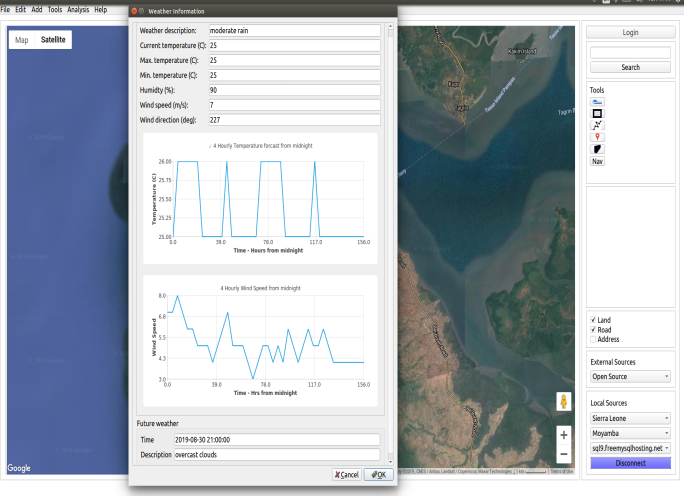 File Edit Add Tools Analysis Help
Weather Information
Map Satellite
Weather description: moderate rain
Current temperature (C): 25
Max. temperature (C): 25
Min. temperature (C): 25
Humidty (%): 90
Wind speed (m/s): 7
Wind direction (deg): 227
4 Hourly Temperature forcast from midnight
Temperature (C)
26.00
25.75
25.50
25.25
25.00
0.0 39.0 78.0 117.0 156.0
Time - Hours from midnight
4 Hourly Wind Speed from midnight
Wind Speed
8.0
6.8
5.5
4.3
3.0
0.0 39.0 78.0 117.0 156.0
Time - Hrs from midnight
Future weather
Time 2019-08-30 21:00:00
Description overcast clouds
Cancel OK
Google
Kakim Island
Tagrin
Login
Search
Tools
Nav
Land
Road
Address
External Sources
Open Source
Local Sources
Sierra Leone
Moyamba
sql9.freemysqlhosting.net
Disconnect
Terms of Use